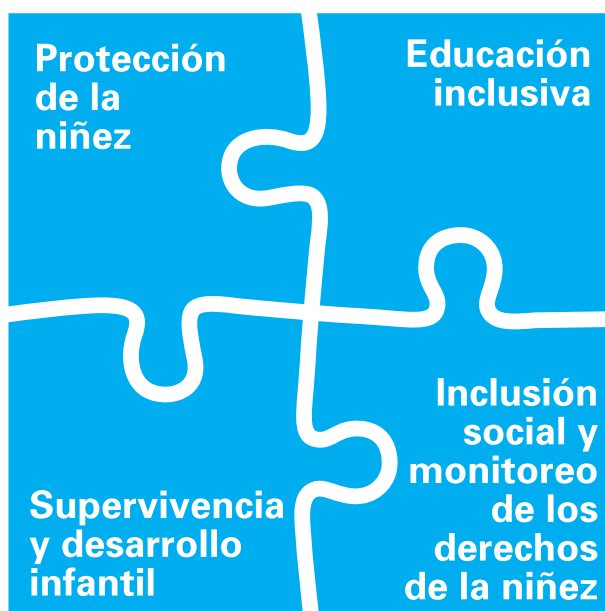 Protección
de la
niñez
Educación
inclusiva
Supervivencia
y desarrollo
infantil
Inclusión
social y
monitoreo
de los
derechos
de la niñez